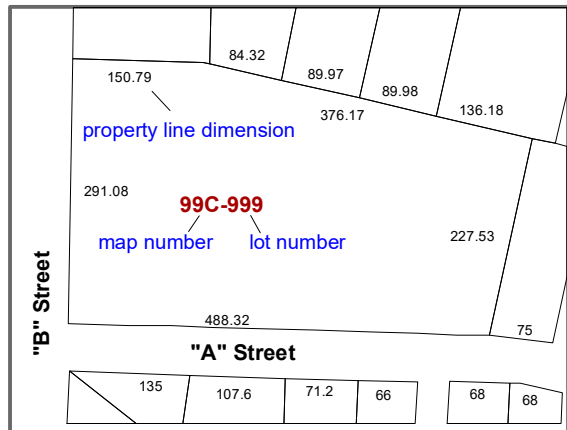 84.32
150.79
89.97
89.98
376.17
136.18
property line dimension
291.08
99C-999
map number
lot number
227.53
488.32
75
"B" Street
"A" Street
135
107.6
71.2
66
68
68